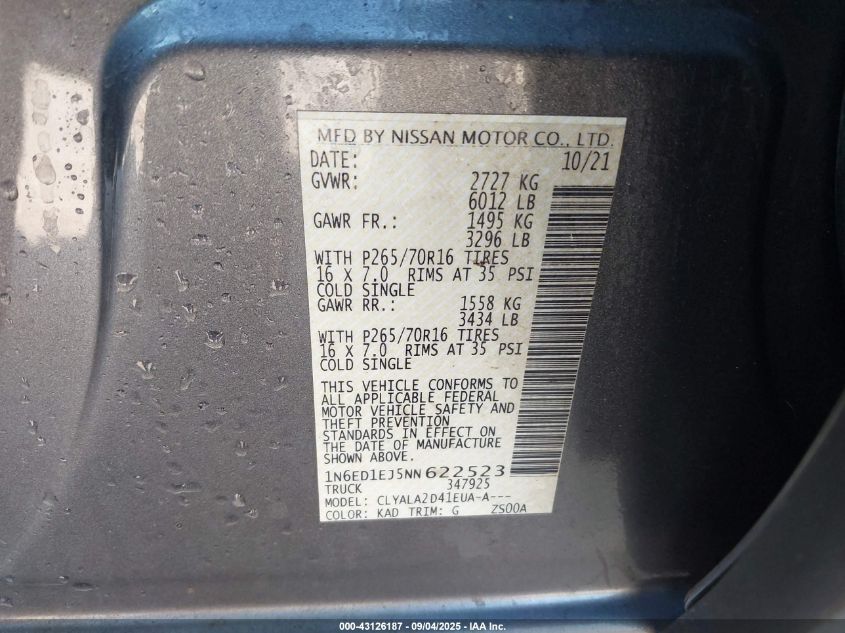 MFD BY NISSAN MOTOR CO., LTD.
DATE: 10/21
GVWR: 2727 KG
6012 LB
GAWR FR.: 1495 KG
3296 LB
WITH P265/70R16 TIRES
16 X 7.0 RIMS AT 35 PSI
COLD SINGLE
GAWR RR.: 1558 KG
3434 LB
WITH P265/70R16 TIRES
16 X 7.0 RIMS AT 35 PSI
COLD SINGLE
THIS VEHICLE CONFORMS TO
ALL APPLICABLE FEDERAL
MOTOR VEHICLE SAFETY AND
THEFT PREVENTION
STANDARDS IN EFFECT ON
THE DATE OF MANUFACTURE
SHOWN ABOVE.
1N6ED1EJ5NN622523
TRUCK 347925
MODEL: CLYALA2D41EUA-A---
COLOR: KAD TRIM: G ZS00A
© 43126187 - 09/04/2025 - IAA Inc.